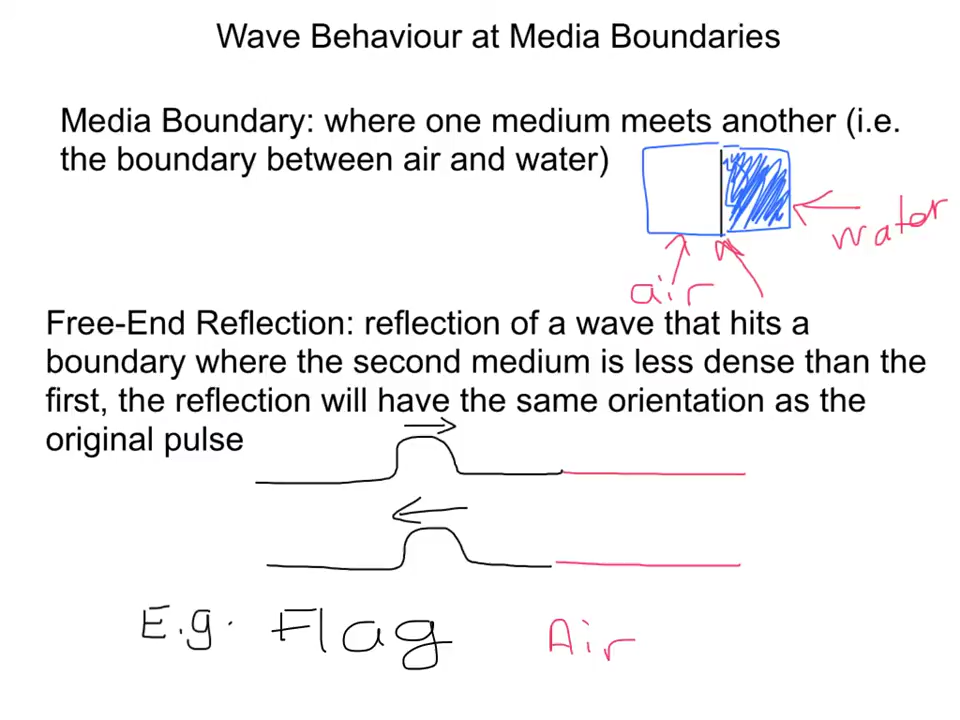 Wave Behaviour at Media Boundaries
Media Boundary: where one medium meets another (i.e.
the boundary between air and water)
water
air
Free-End Reflection: reflection of a wave that hits a
boundary where the second medium is less dense than the
first, the reflection will have the same orientation as the
original pulse
E.g. Flag Air